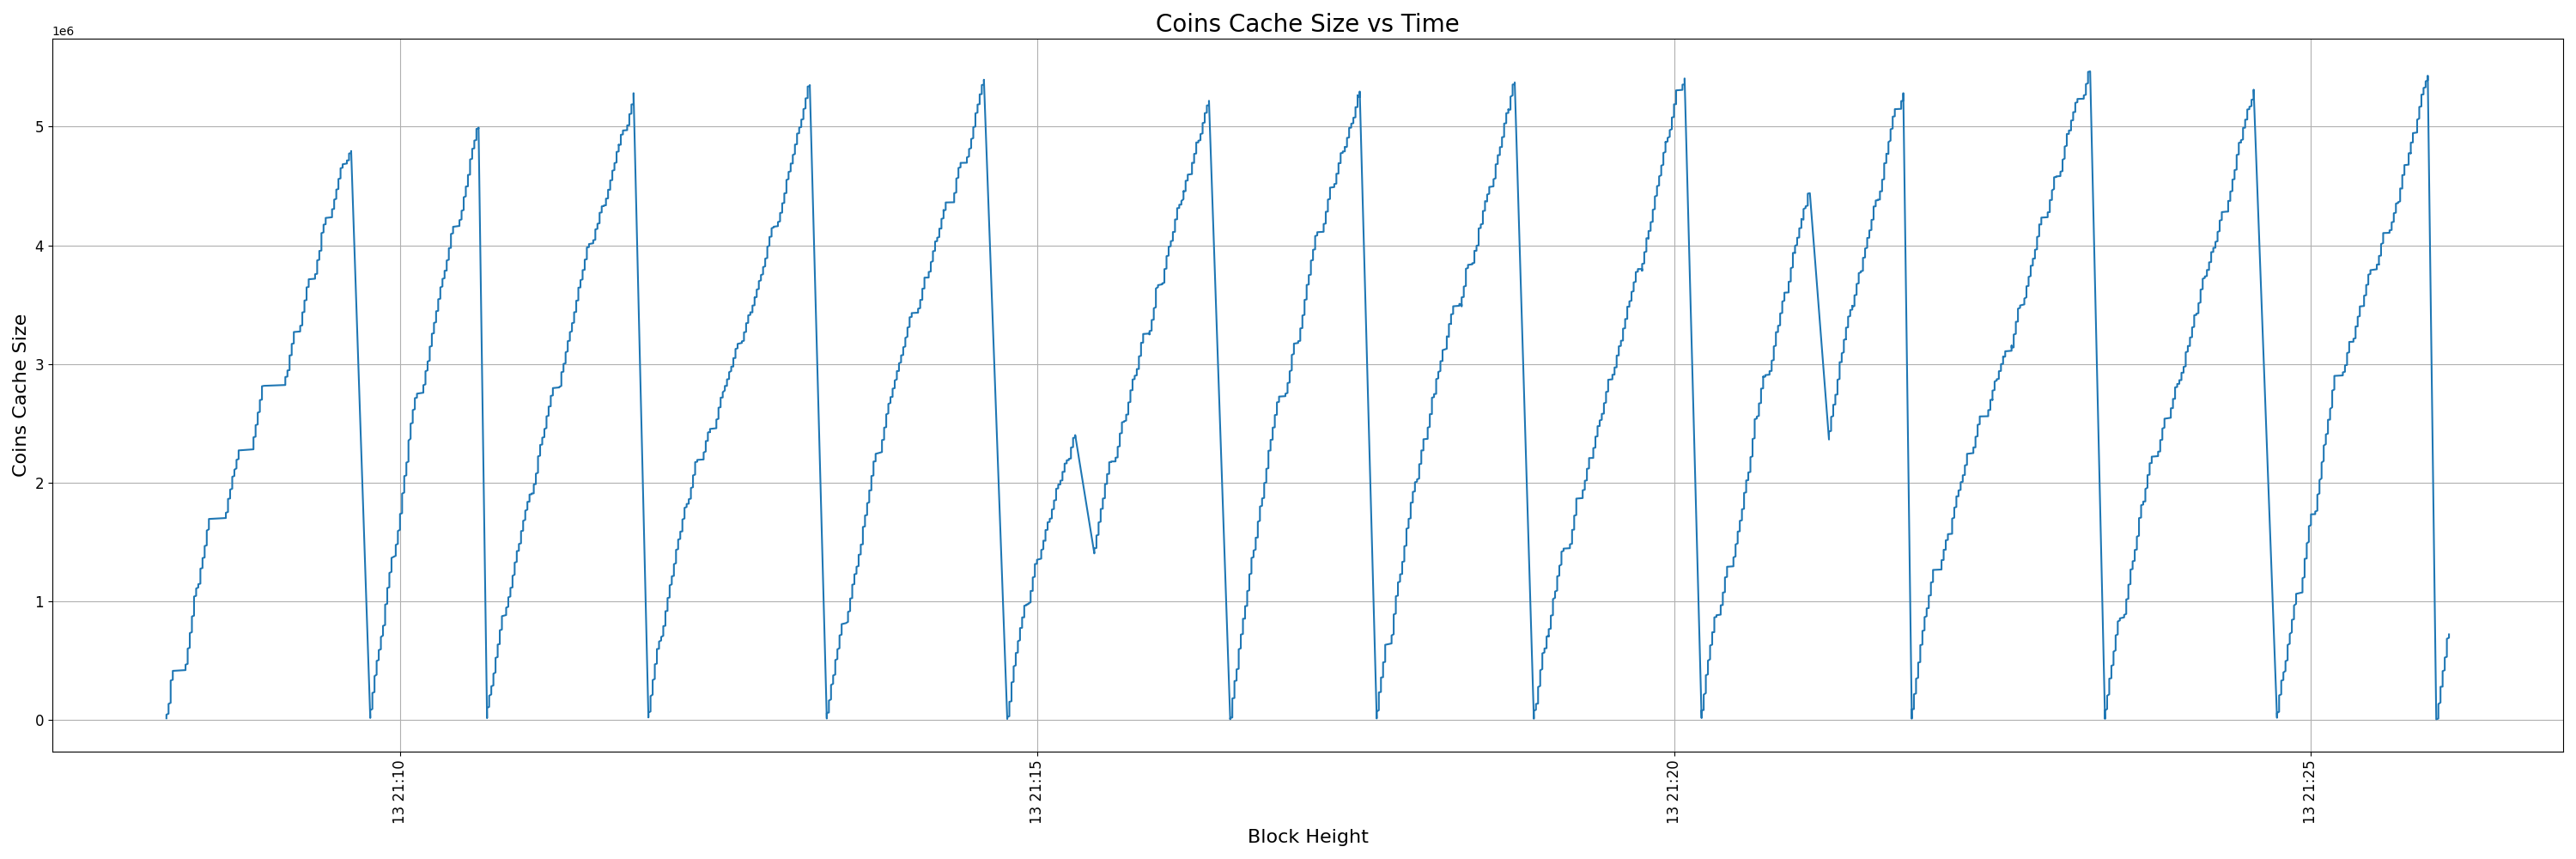 Coins Cache Size vs Time
1e6
5
4
3
2
1
0
Coins Cache Size
13 21:10
13 21:15
13 21:20
13 21:25
Block Height